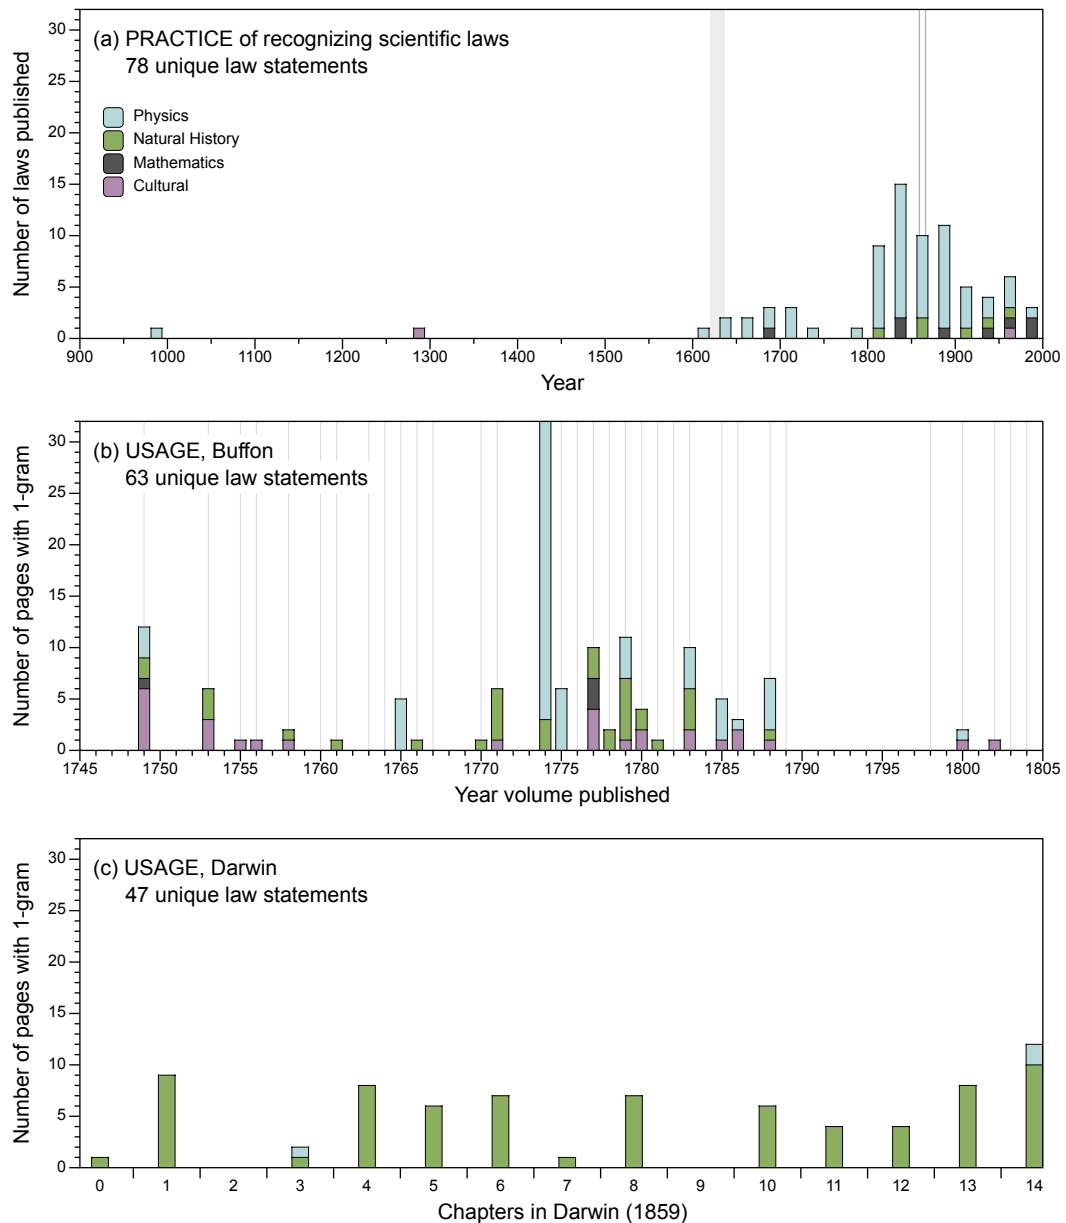 (a) PRACTICE of recognizing scientific laws
78 unique law statements
Physics
Natural History
Mathematics
Cultural
Number of laws published
0 5 10 15 20 25 30
900 1000 1100 1200 1300 1400 1500 1600 1700 1800 1900 2000
Year
(b) USAGE, Buffon
63 unique law statements
Number of pages with 1-gram
0 5 10 15 20 25 30
1745 1750 1755 1760 1765 1770 1775 1780 1785 1790 1795 1800 1805
Year volume published
(c) USAGE, Darwin
47 unique law statements
Number of pages with 1-gram
0 5 10 15 20 25 30
0 1 2 3 4 5 6 7 8 9 10 11 12 13 14
Chapters in Darwin (1859)